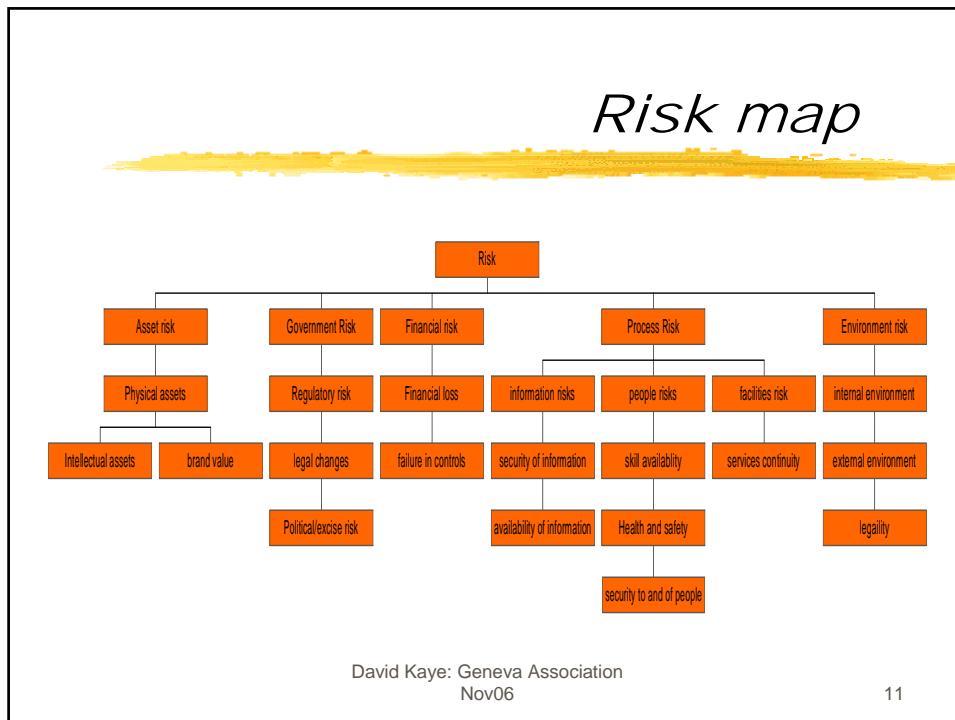 Risk map
Risk
Asset risk
Government Risk
Financial risk
Process Risk
Environment risk
Physical assets
Regulatory risk
Financial loss
information risks
people risks
facilities risk
internal environment
Intellectual assets
brand value
legal changes
failure in controls
security of information
skill availablity
services continuity
external environment
Political/excise risk
availability of information
Health and safety
legaility
security to and of people
David Kaye: Geneva Association
Nov06
11